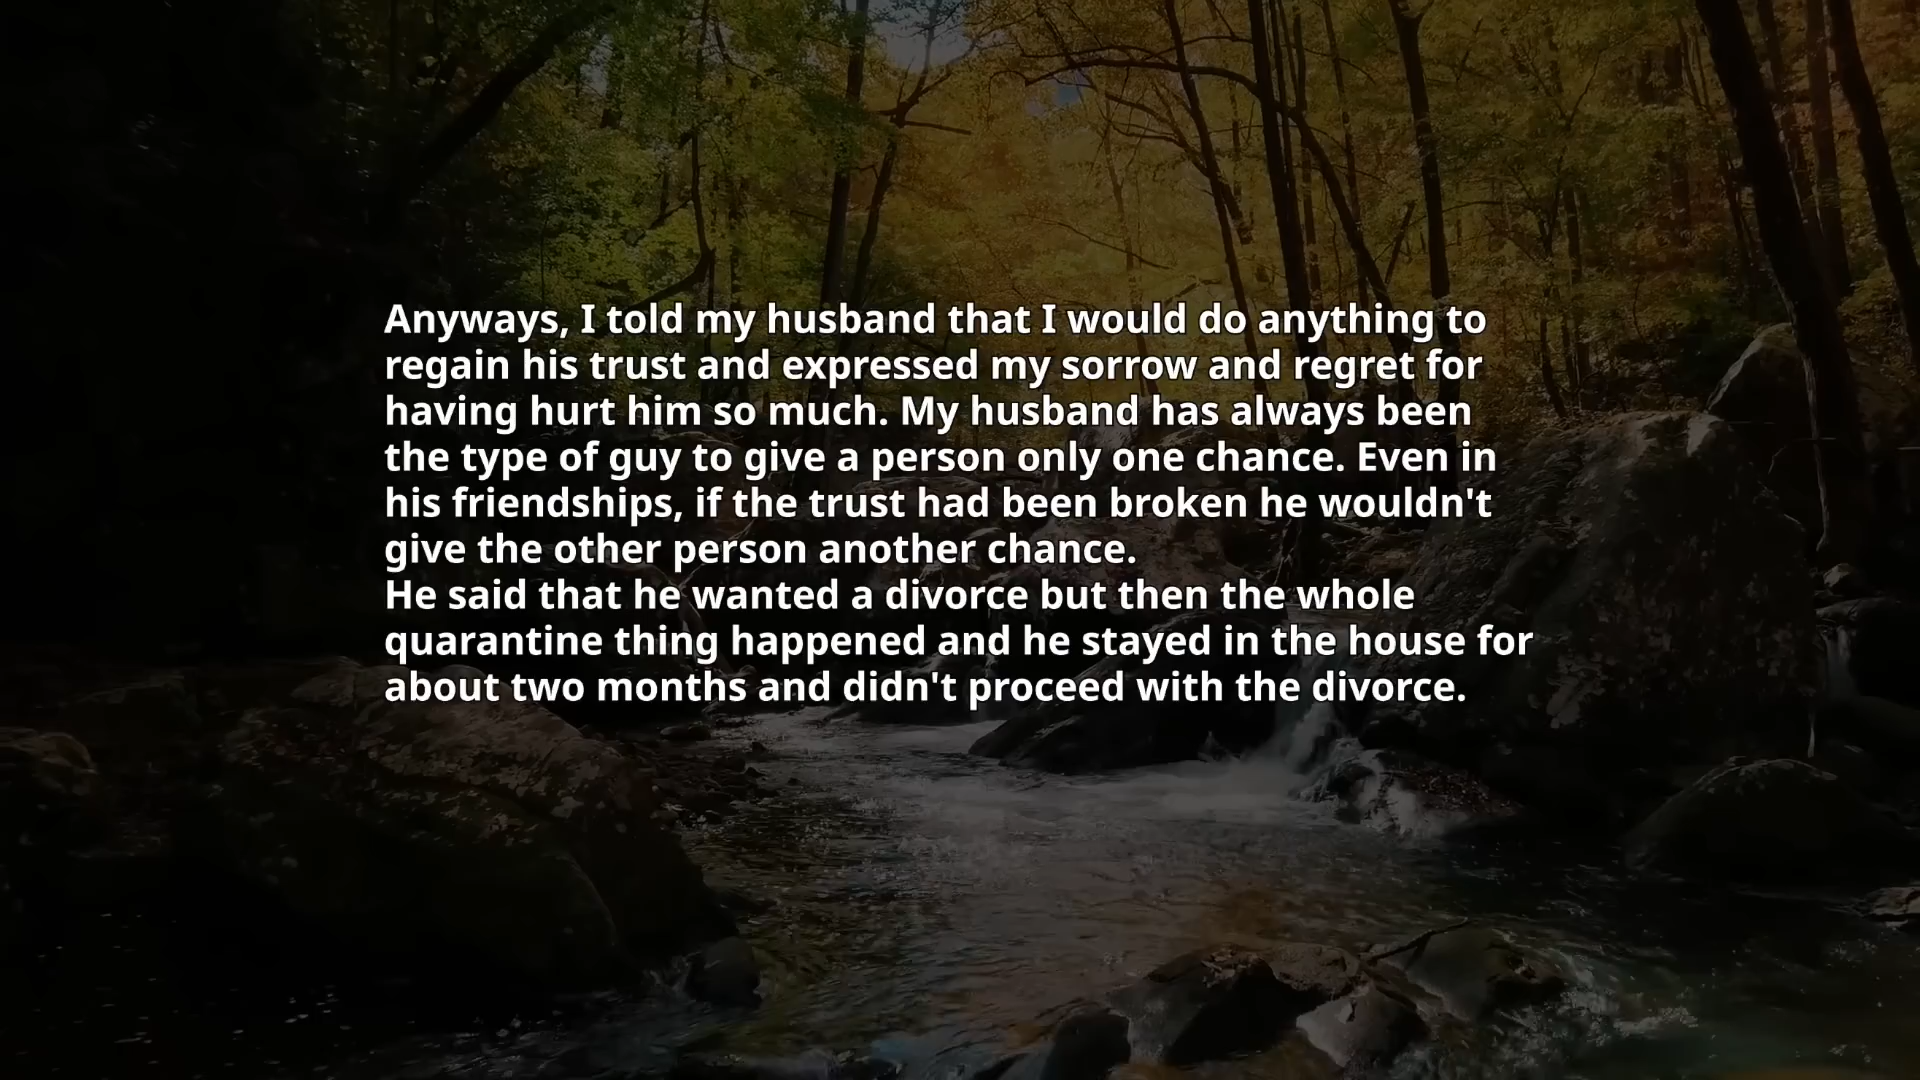 Anyways, I told my husband that I would do anything to
regain his trust and expressed my sorrow and regret for
having hurt him so much. My husband has always been
the type of guy to give a person only one chance. Even in
his friendships, if the trust had been broken he wouldn't
give the other person another chance.
He said that he wanted a divorce but then the whole
quarantine thing happened and he stayed in the house for
about two months and didn't proceed with the divorce.